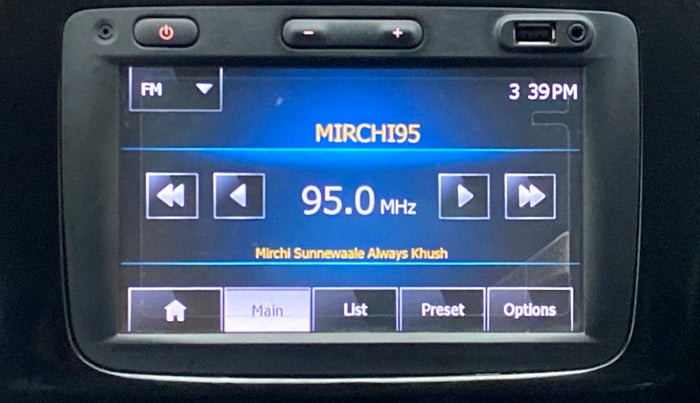 − +
FM 3 39PM
MIRCHI95
95.0 MHz
Mirchi Sunnewaale Always Khush
Main List Preset Options